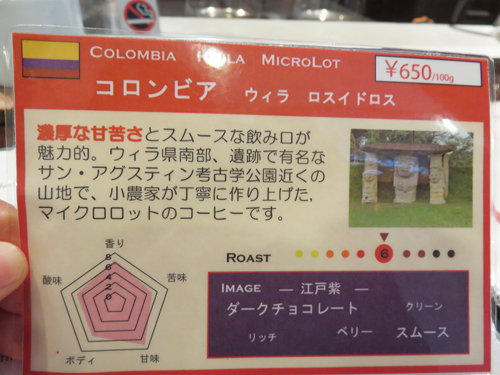 COLOMBIA H LA MICROLOT
¥650/100g
コロンビア ウィラ ロスイドロス
濃厚な甘苦さとスムースな飲み口が
魅力的。ウィラ県南部、遺跡で有名な
サン・アグスティン考古学公園近くの
山地で、小農家が丁寧に作り上げた、
マイクロロットのコーヒーです。
香り
8
6
4
2
0
酸味
苦味
ボディ
甘味
ROAST
6
IMAGE — 江戸紫 —
ダークチョコレート クリーン
リッチ ベリー スムース